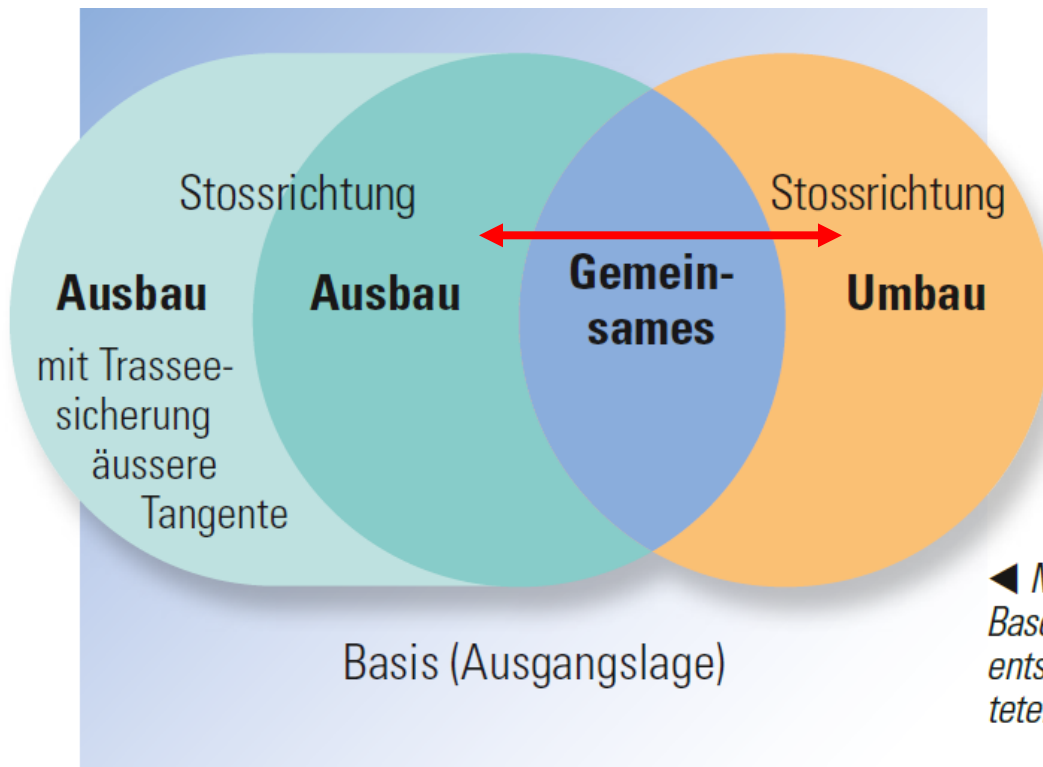 Stossrichtung
Ausbau
mit Trassee-
sicherung
äussere
Tangente
Ausbau
Gemein-
sames
Stossrichtung
Umbau
Basis (Ausgangslage)
◀